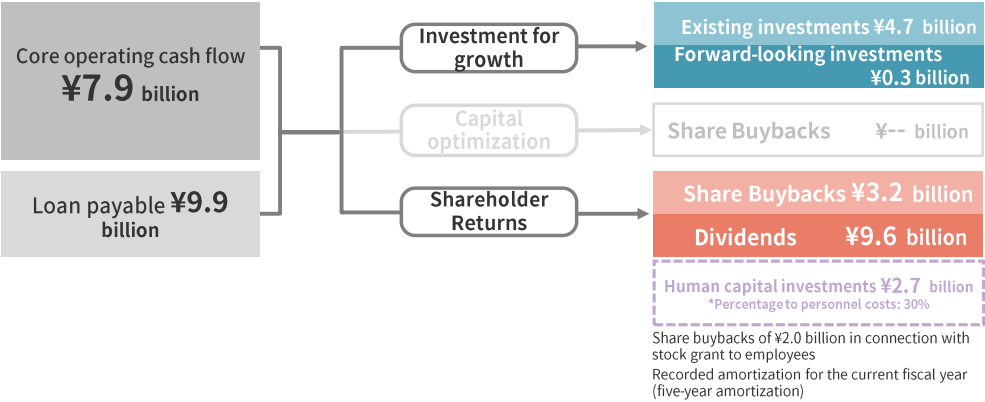 Core operating cash flow
¥7.9 billion
Loan payable ¥9.9
billion
Investment for
growth
Capital
optimization
Shareholder
Returns
Existing investments ¥4.7 billion
Forward-looking investments
¥0.3 billion
Share Buybacks ¥-- billion
Share Buybacks ¥3.2 billion
Dividends ¥9.6 billion
Human capital investments ¥2.7 billion
*Percentage to personnel costs: 30%
Share buybacks of ¥2.0 billion in connection with
stock grant to employees
Recorded amortization for the current fiscal year
(five-year amortization)